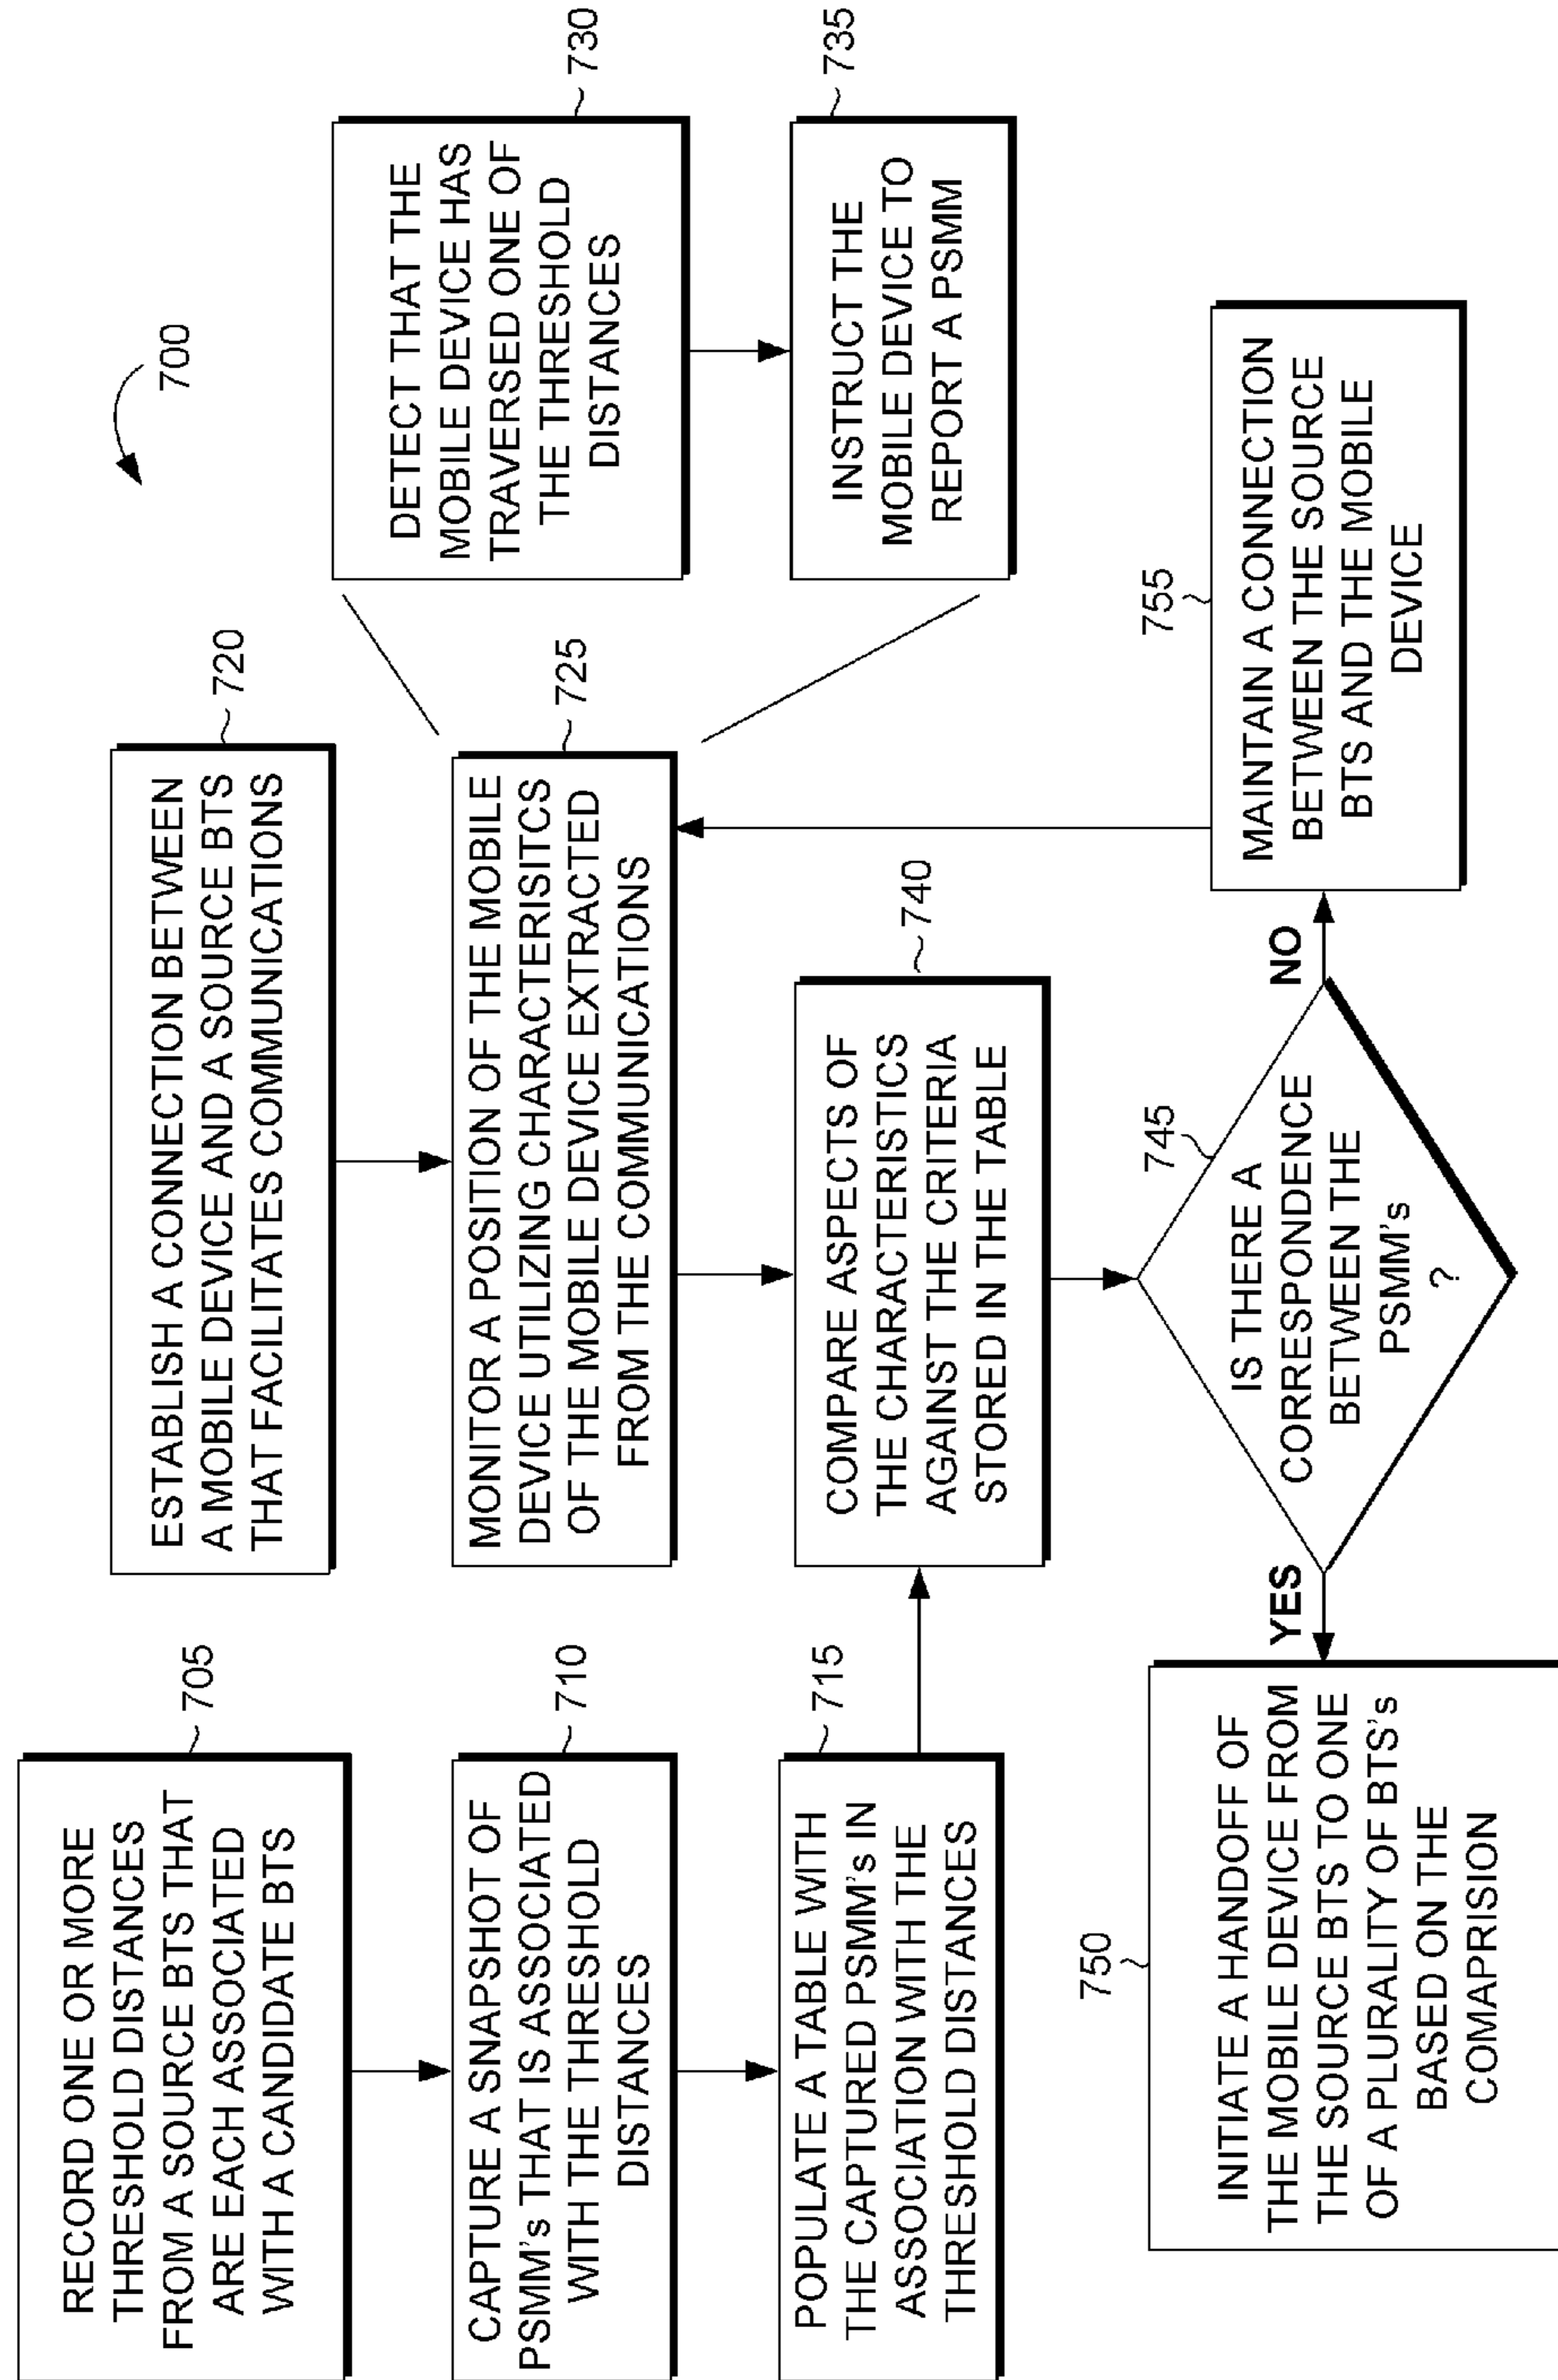 700
705
RECORD ONE OR MORE
THRESHOLD DISTANCES
FROM A SOURCE BTS THAT
ARE EACH ASSOCIATED
WITH A CANDIDATE BTS
710
CAPTURE A SNAPSHOT OF
PSMM's THAT IS ASSOCIATED
WITH THE THRESHOLD
DISTANCES
715
POPULATE A TABLE WITH
THE CAPTURED PSMM's IN
ASSOCIATION WITH THE
THRESHOLD DISTANCES
720
ESTABLISH A CONNECTION BETWEEN
A MOBILE DEVICE AND A SOURCE BTS
THAT FACILITATES COMMUNICATIONS
725
MONITOR A POSITION OF THE MOBILE
DEVICE UTILIZING CHARACTERISITCS
OF THE MOBILE DEVICE EXTRACTED
FROM THE COMMUNICATIONS
730
DETECT THAT THE
MOBILE DEVICE HAS
TRAVERSED ONE OF
THE THRESHOLD
DISTANCES
735
INSTRUCT THE
MOBILE DEVICE TO
REPORT A PSMM
740
COMPARE ASPECTS OF
THE CHARACTERISTICS
AGAINST THE CRITERIA
STORED IN THE TABLE
745
IS THERE A
CORRESPONDENCE
BETWEEN THE
PSMM's
?
YES
NO
750
INITIATE A HANDOFF OF
THE MOBILE DEVICE FROM
THE SOURCE BTS TO ONE
OF A PLURALITY OF BTS's
BASED ON THE
COMAPRISION
755
MAINTAIN A CONNECTION
BETWEEN THE SOURCE
BTS AND THE MOBILE
DEVICE